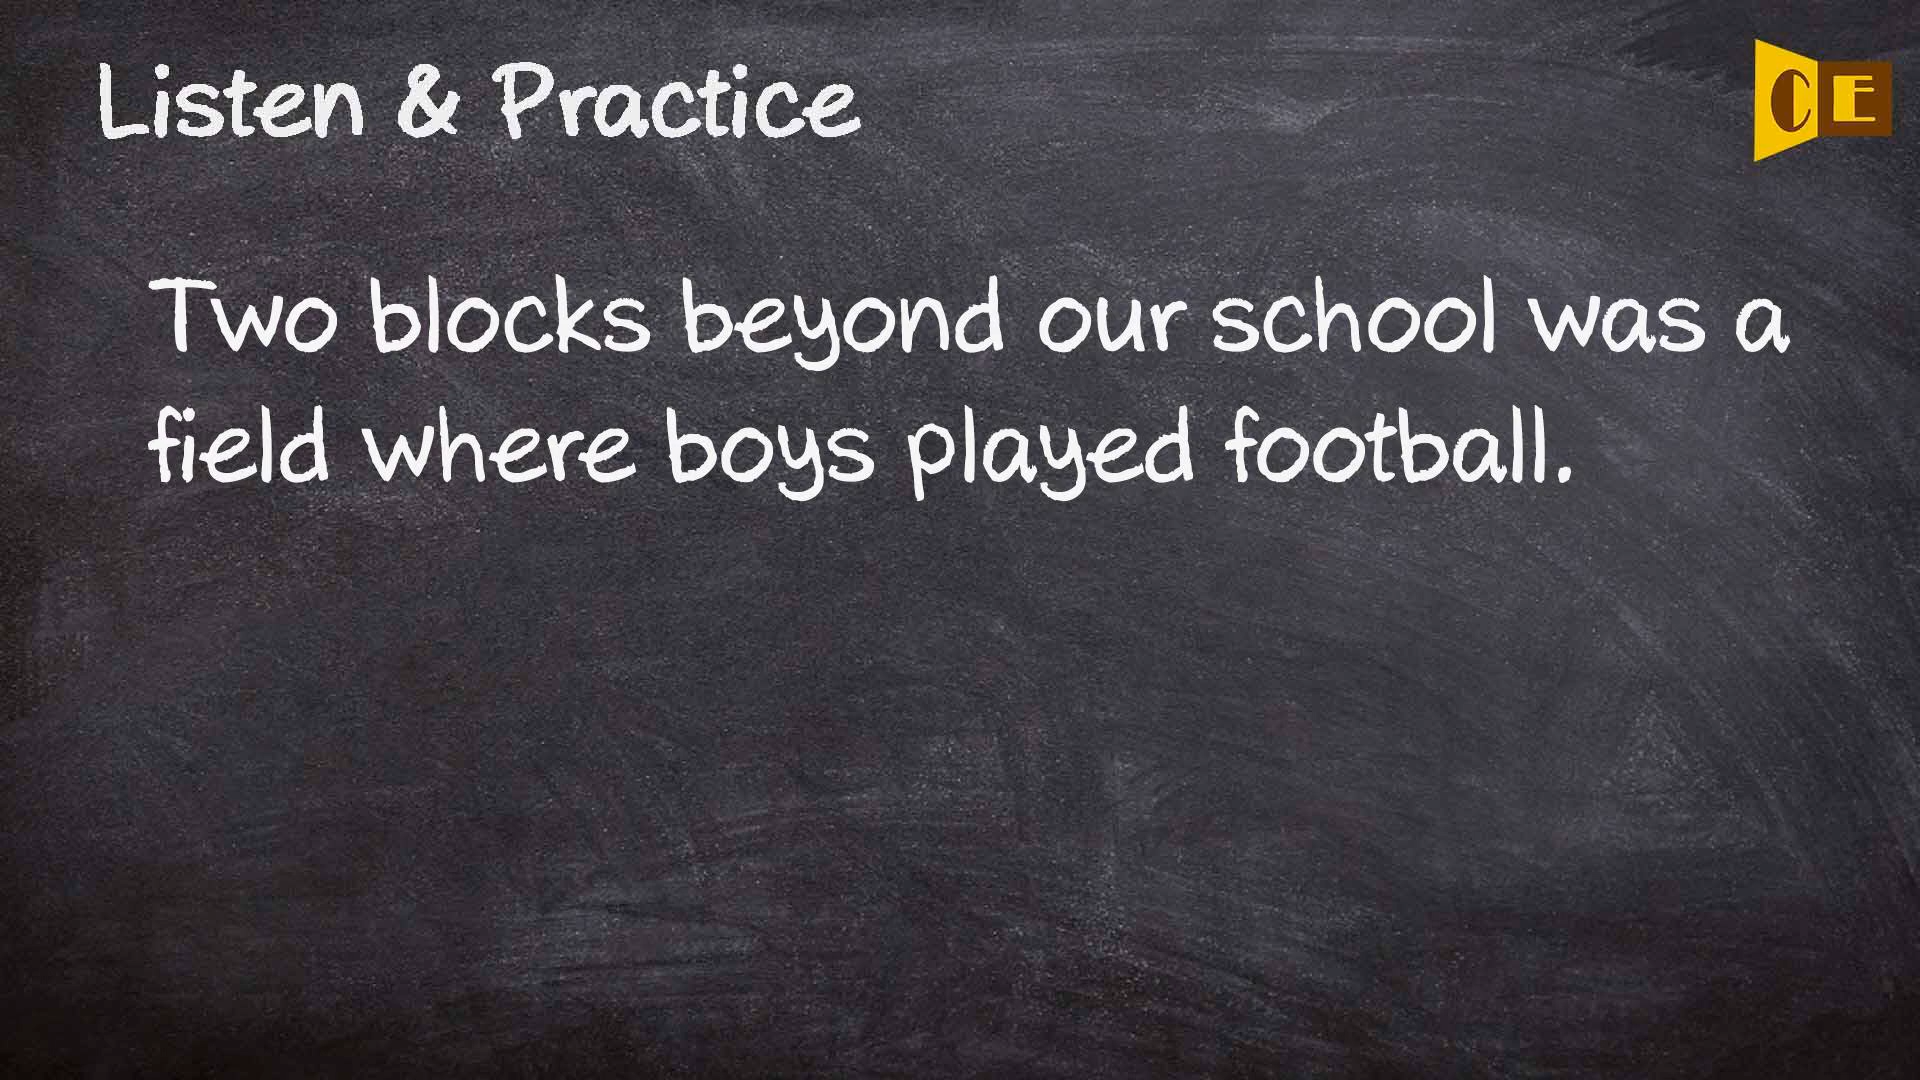 Listen & Practice
CE
Two blocks beyond our school was a
field where boys played football.